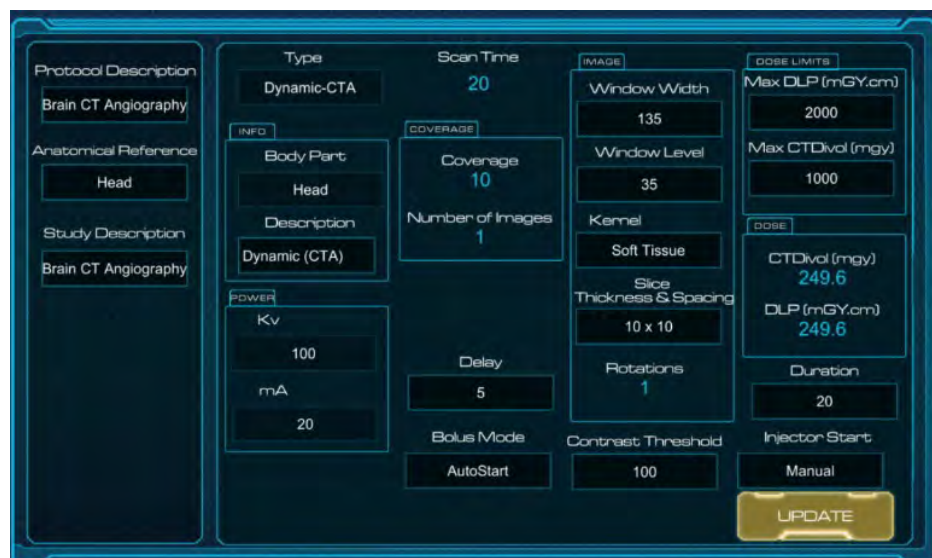 Protocol Description
Brain CT Angiography
Anatomical Reference
Head
Study Description
Brain CT Angiography
Type
Dynamic-CTA
INFO
Body Part
Head
Description
Dynamic (CTA)
POWER
Kv
100
mA
20
Scan Time
20
COVERAGE
Coverage
10
Number of Images
1
Delay
5
Bolus Mode
AutoStart
IMAGE
Window Width
135
Window Level
35
Kernel
Soft Tissue
Slice
Thickness & Spacing
10 x 10
Rotations
1
Contrast Threshold
100
DOSE LIMITS
Max DLP (mGY.cm)
2000
Max CTDivol (mgy)
1000
DOSE
CTDivol (mgy)
249.6
DLP (mGY.cm)
249.6
Duration
20
Injector Start
Manual
UPDATE